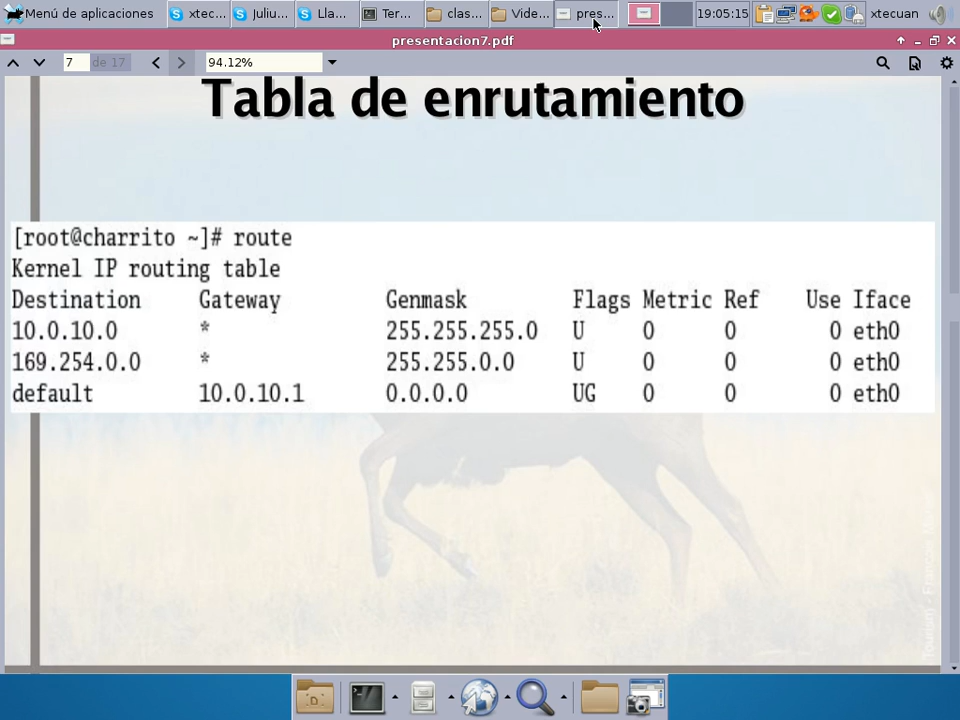 Menú de aplicaciones xtec... Juliu... Lla... Ter... clas... Vide... pres... 19:05:15 xtecuan
presentacion7.pdf
7 de 17 94.12%
Tabla de enrutamiento
[root@charrito ~]# route
Kernel IP routing table
Destination Gateway Genmask Flags Metric Ref Use Iface
10.0.10.0 * 255.255.255.0 U 0 0 0 eth0
169.254.0.0 * 255.255.0.0 U 0 0 0 eth0
default 10.0.10.1 0.0.0.0 UG 0 0 0 eth0